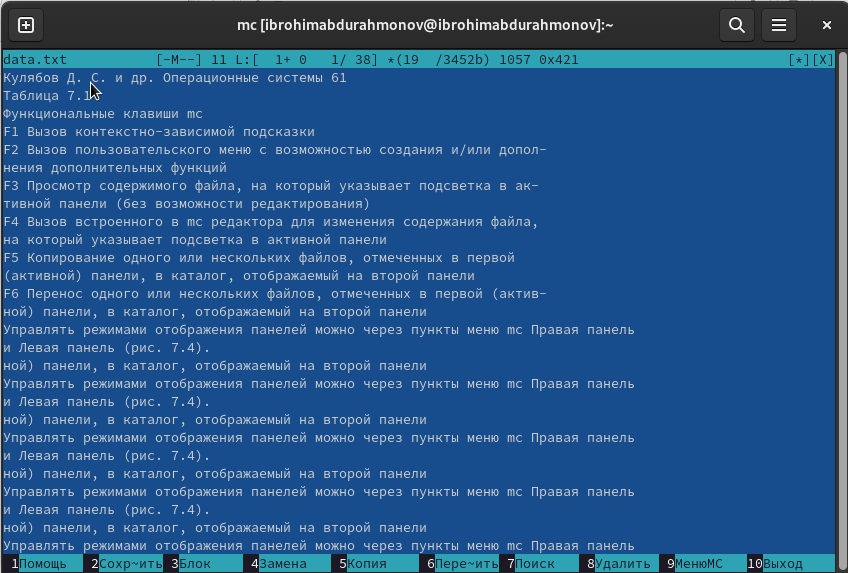 mc [ibrohimabdurahmonov@ibrohimabdurahmonov]:~
data.txt [-M--] 11 L:[ 1+ 0 1/ 38] *(19 /3452b) 1057 0x421 [*][X]
Кулябов Д. С. и др. Операционные системы 61
Таблица 7.1
Функциональные клавиши mc
F1 Вызов контекстно-зависимой подсказки
F2 Вызов пользовательского меню с возможностью создания и/или допол-
нения дополнительных функций
F3 Просмотр содержимого файла, на который указывает подсветка в ак-
тивной панели (без возможности редактирования)
F4 Вызов встроенного в mc редактора для изменения содержания файла,
на который указывает подсветка в активной панели
F5 Копирование одного или нескольких файлов, отмеченных в первой
(активной) панели, в каталог, отображаемый на второй панели
F6 Перенос одного или нескольких файлов, отмеченных в первой (актив-
ной) панели, в каталог, отображаемый на второй панели
Управлять режимами отображения панелей можно через пункты меню mc Правая панель
и Левая панель (рис. 7.4).
ной) панели, в каталог, отображаемый на второй панели
Управлять режимами отображения панелей можно через пункты меню mc Правая панель
и Левая панель (рис. 7.4).
ной) панели, в каталог, отображаемый на второй панели
Управлять режимами отображения панелей можно через пункты меню mc Правая панель
и Левая панель (рис. 7.4).
ной) панели, в каталог, отображаемый на второй панели
Управлять режимами отображения панелей можно через пункты меню mc Правая панель
и Левая панель (рис. 7.4).
ной) панели, в каталог, отображаемый на второй панели
Управлять режимами отображения панелей можно через пункты меню mc Правая панель
1Помощь 2Сохр~ить 3Блок 4Замена 5Копия 6Пере~ить 7Поиск 8Удалить 9МенюMC 10Выход